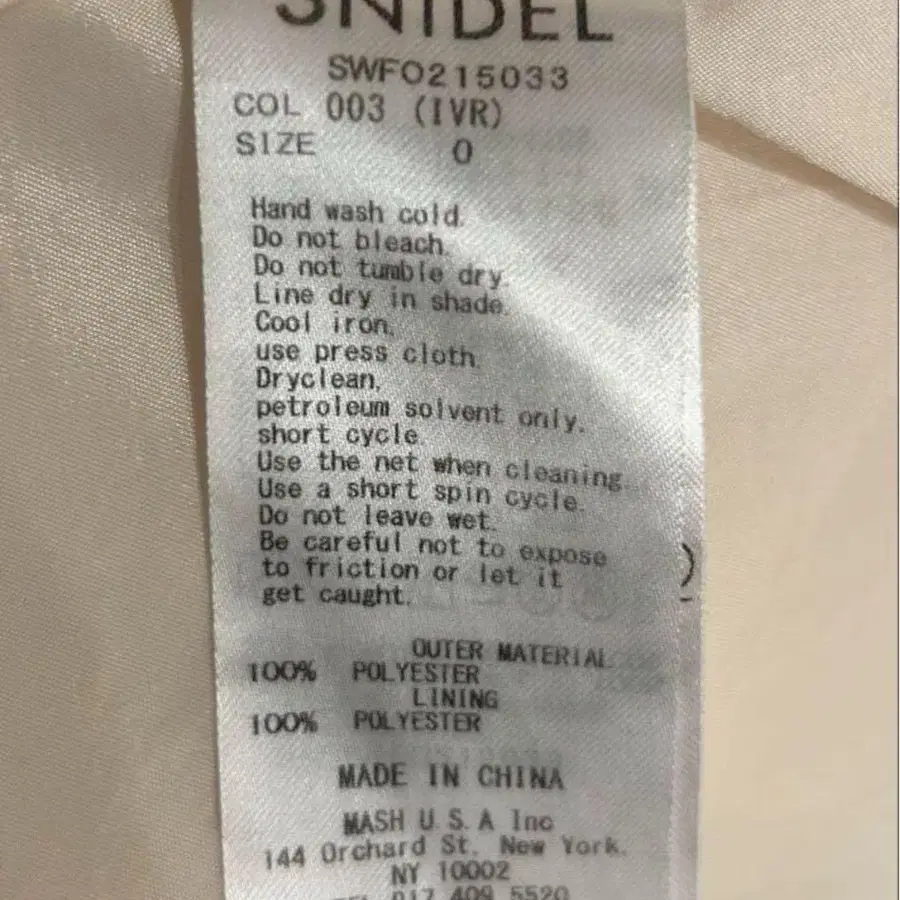 SNIDEL
SWFO215033
COL 003 (IVR)
SIZE 0
Hand wash cold.
Do not bleach.
Do not tumble dry.
Line dry in shade.
Cool iron.
use press cloth.
Dryclean,
petroleum solvent only.
short cycle.
Use the net when cleaning.
Use a short spin cycle.
Do not leave wet.
Be careful not to expose
to friction or let it
get caught.
OUTER MATERIAL
100% POLYESTER
LINING
100% POLYESTER
MADE IN CHINA
MASH U.S.A Inc
144 Orchard St. New York.
NY 10002
409 5520